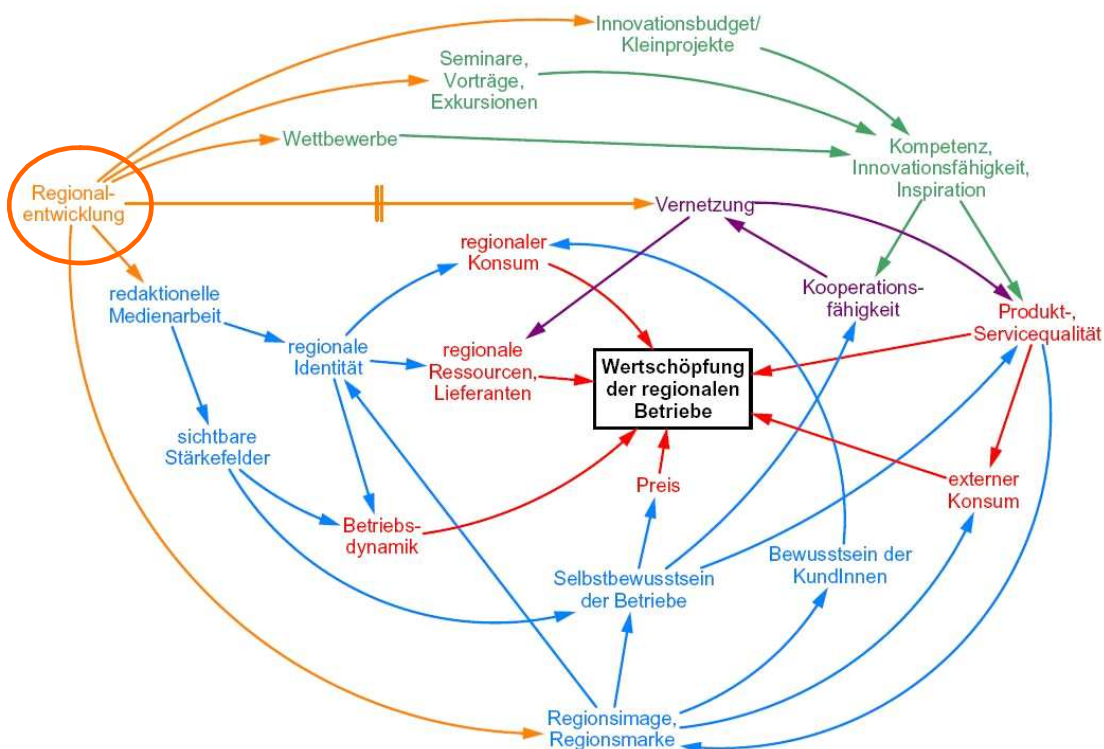 Innovationsbudget/
Kleinprojekte
Seminare,
Vorträge,
Exkursionen
Wettbewerbe
Kompetenz,
Innovationsfähigkeit,
Inspiration
Regional-
entwicklung
Vernetzung
regionaler
Konsum
redaktionelle
Medienarbeit
Kooperations-
fähigkeit
Produkt-,
Servicequalität
regionale
Identität
regionale
Ressourcen,
Lieferanten
Wertschöpfung
der regionalen
Betriebe
sichtbare
Stärkefelder
Preis
externer
Konsum
Betriebs-
dynamik
Selbstbewusstsein
der Betriebe
Bewusstsein der
KundInnen
Regionsimage,
Regionsmarke